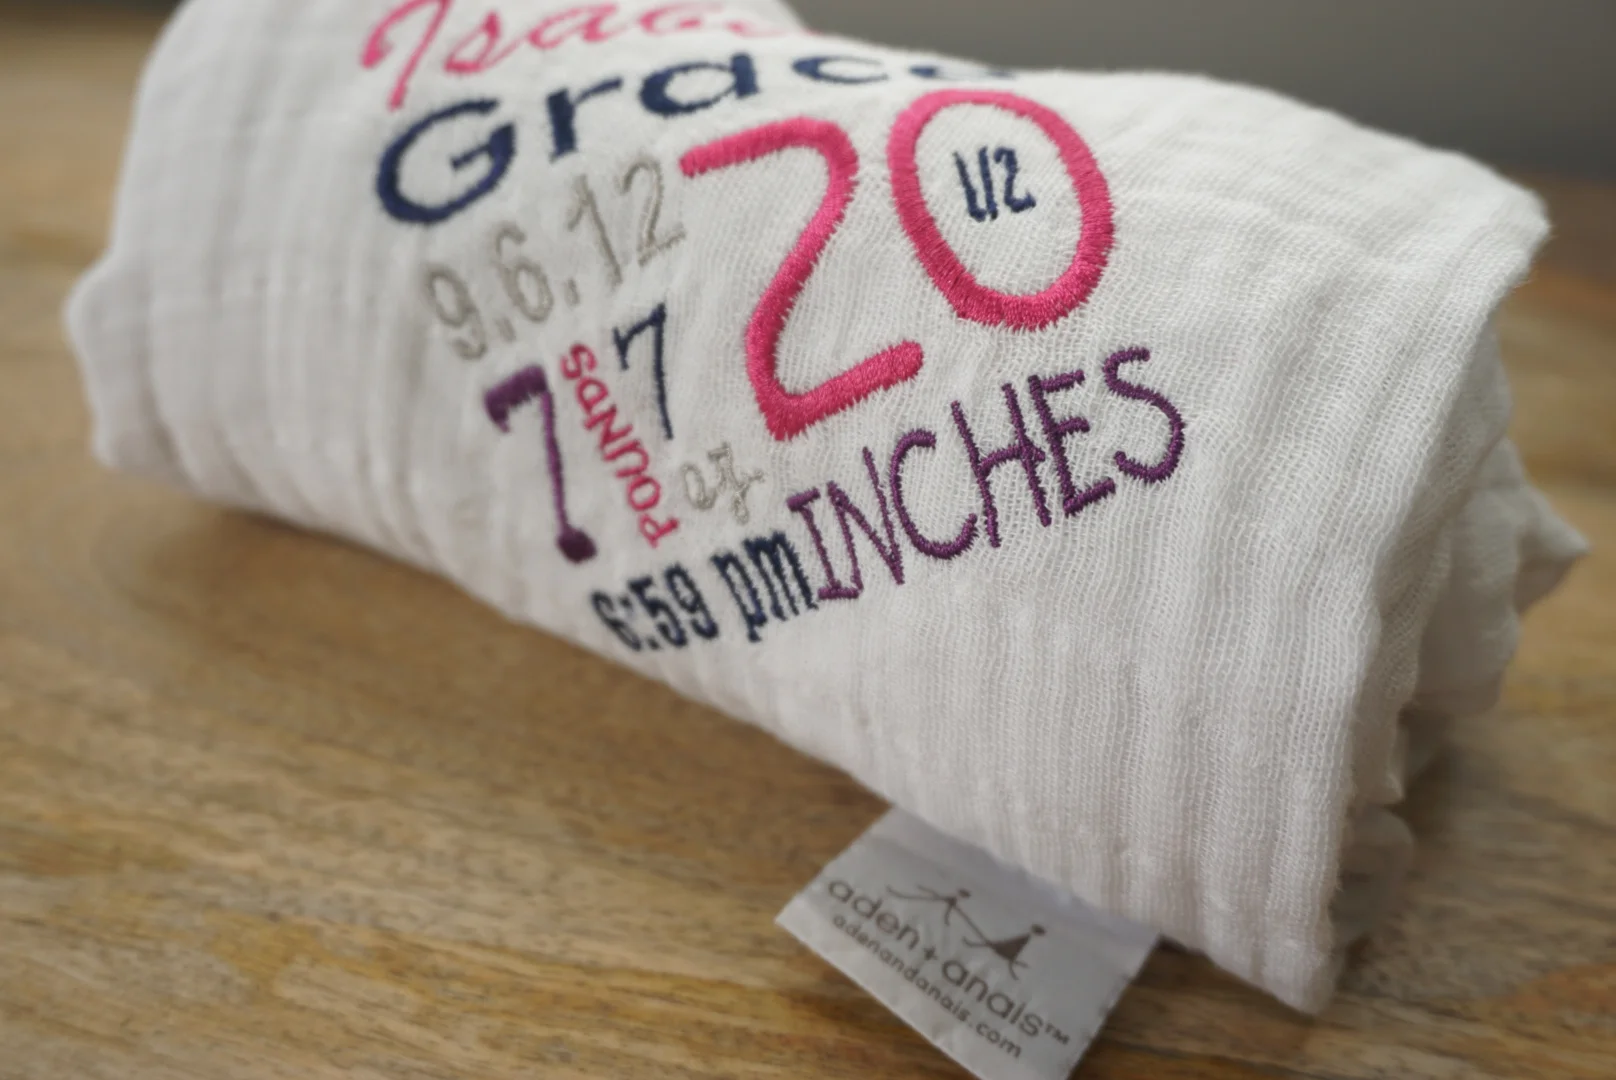 Grace
9.6.12
20 1/2
INCHES
7 POUNDS 7 oz
6:59 pm
aden+anais™
adenandanais.com